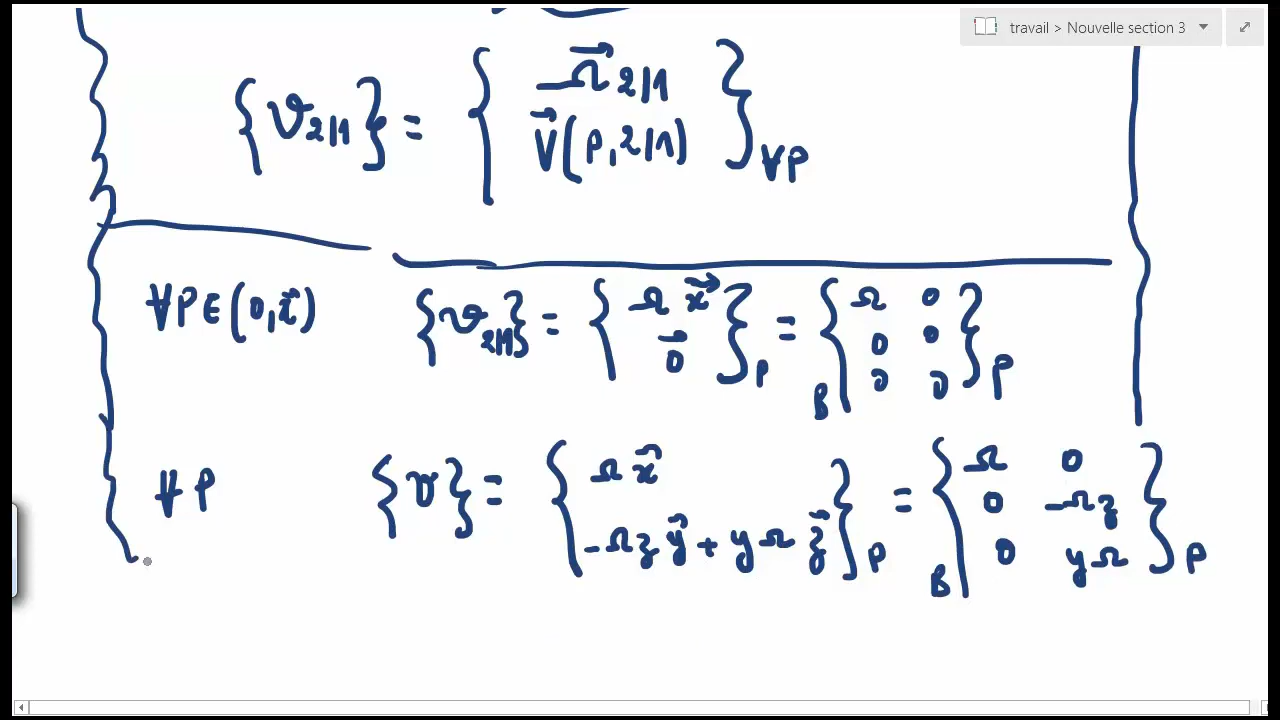 travail > Nouvelle section 3
{𝒱2/1} = { Ω⃗ 2/1
V⃗(P, 2/1) } ∀P
∀P∈(O,x⃗) {𝒱2/1} = { Ω x⃗
0⃗ }P = B{ Ω 0
0 0
0 0 }P
∀P {𝒱} = { Ω x⃗
-Ωz y⃗ + yΩ z⃗ }P = B{ Ω 0
0 -Ωz
0 yΩ }P